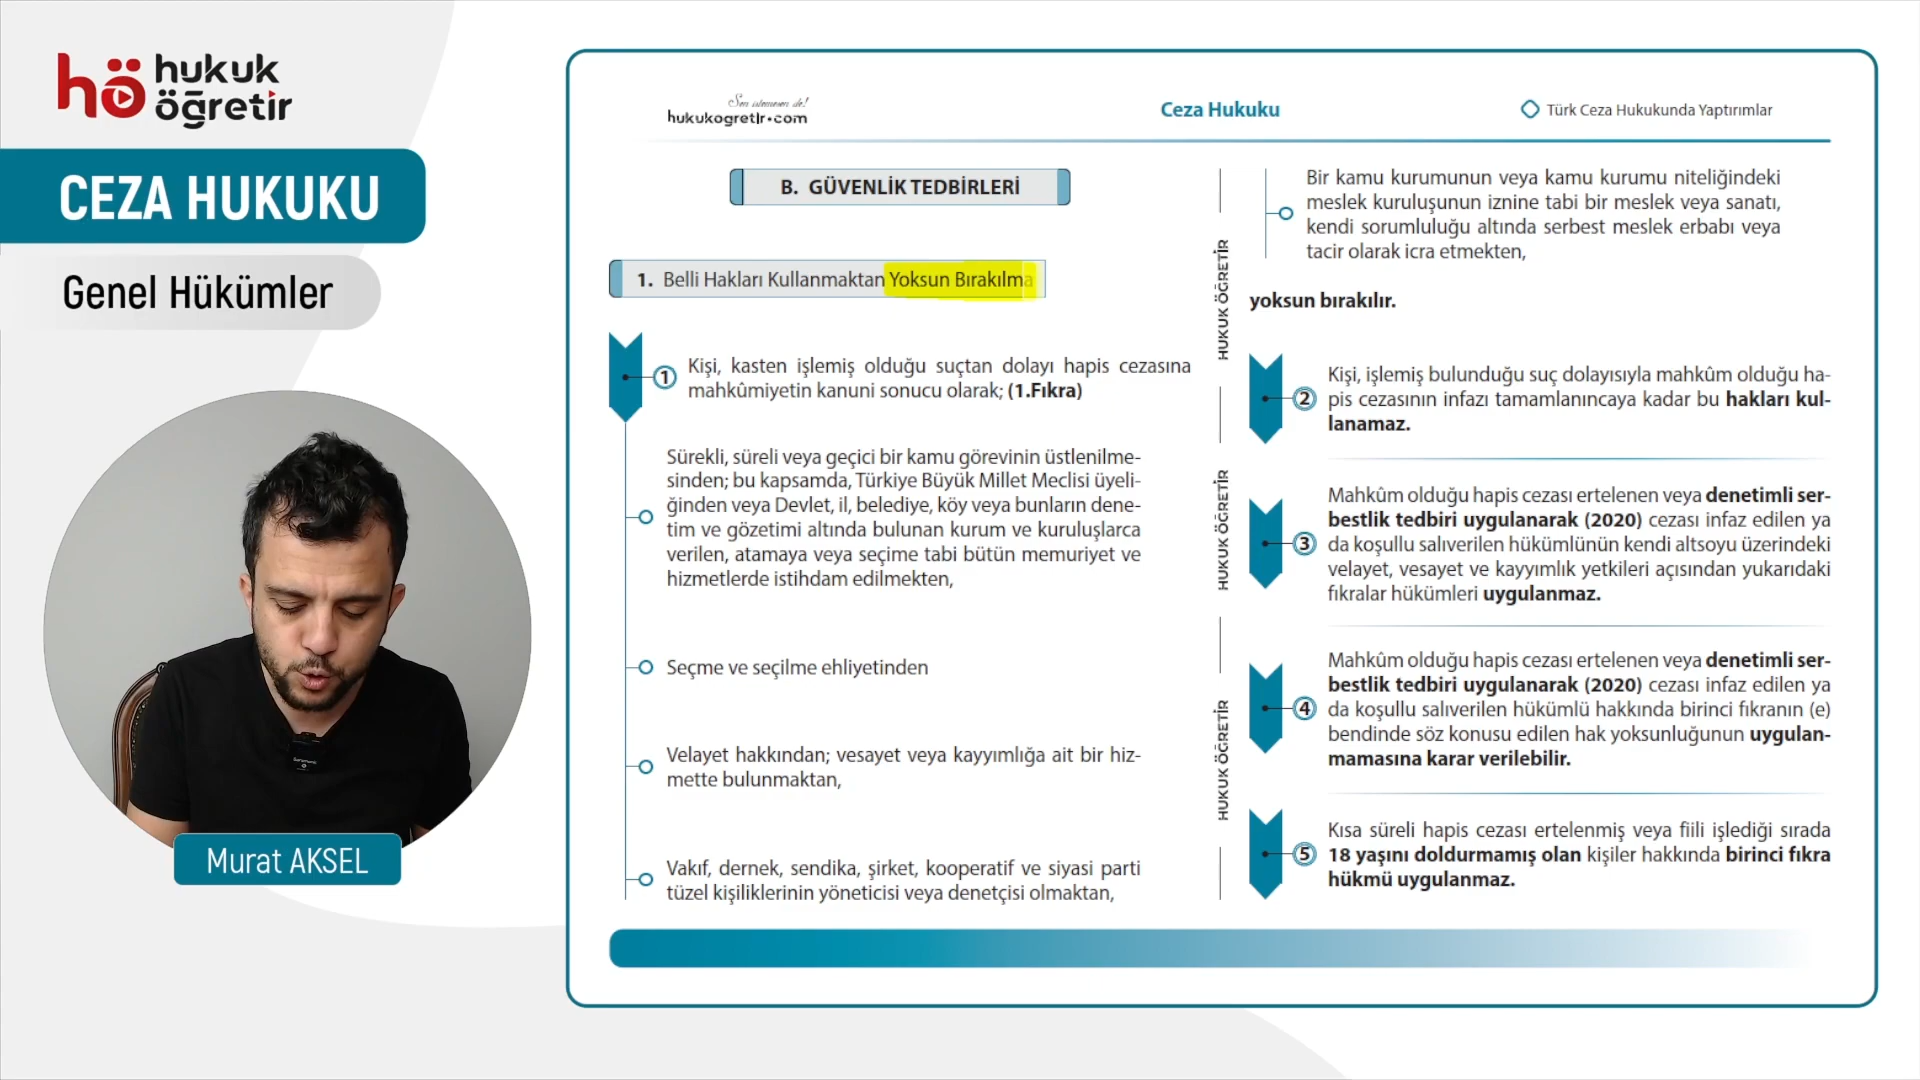 hö hukuk
öğretir
CEZA HUKUKU
Genel Hükümler
Murat AKSEL
Sen istemesen de!
hukukogretir.com
Ceza Hukuku
Türk Ceza Hukukunda Yaptırımlar
B. GÜVENLİK TEDBİRLERİ
1. Belli Hakları Kullanmaktan Yoksun Bırakılma
1
Kişi, kasten işlemiş olduğu suçtan dolayı hapis cezasına
mahkûmiyetin kanuni sonucu olarak; (1.Fıkra)
Sürekli, süreli veya geçici bir kamu görevinin üstlenilme-
sinden; bu kapsamda, Türkiye Büyük Millet Meclisi üyeli-
ğinden veya Devlet, il, belediye, köy veya bunların dene-
tim ve gözetimi altında bulunan kurum ve kuruluşlarca
verilen, atamaya veya seçime tabi bütün memuriyet ve
hizmetlerde istihdam edilmekten,
Seçme ve seçilme ehliyetinden
Velayet hakkından; vesayet veya kayyımlığa ait bir hiz-
mette bulunmaktan,
Vakıf, dernek, sendika, şirket, kooperatif ve siyasi parti
tüzel kişiliklerinin yöneticisi veya denetçisi olmaktan,
HUKUK ÖĞRETİR
HUKUK ÖĞRETİR
HUKUK ÖĞRETİR
Bir kamu kurumunun veya kamu kurumu niteliğindeki
meslek kuruluşunun iznine tabi bir meslek veya sanatı,
kendi sorumluluğu altında serbest meslek erbabı veya
tacir olarak icra etmekten,
yoksun bırakılır.
2
Kişi, işlemiş bulunduğu suç dolayısıyla mahkûm olduğu ha-
pis cezasının infazı tamamlanıncaya kadar bu hakları kul-
lanamaz.
3
Mahkûm olduğu hapis cezası ertelenen veya denetimli ser-
bestlik tedbiri uygulanarak (2020) cezası infaz edilen ya
da koşullu salıverilen hükümlünün kendi altsoyu üzerindeki
velayet, vesayet ve kayyımlık yetkileri açısından yukarıdaki
fıkralar hükümleri uygulanmaz.
4
Mahkûm olduğu hapis cezası ertelenen veya denetimli ser-
bestlik tedbiri uygulanarak (2020) cezası infaz edilen ya
da koşullu salıverilen hükümlü hakkında birinci fıkranın (e)
bendinde söz konusu edilen hak yoksunluğunun uygulan-
mamasına karar verilebilir.
5
Kısa süreli hapis cezası ertelenmiş veya fiili işlediği sırada
18 yaşını doldurmamış olan kişiler hakkında birinci fıkra
hükmü uygulanmaz.